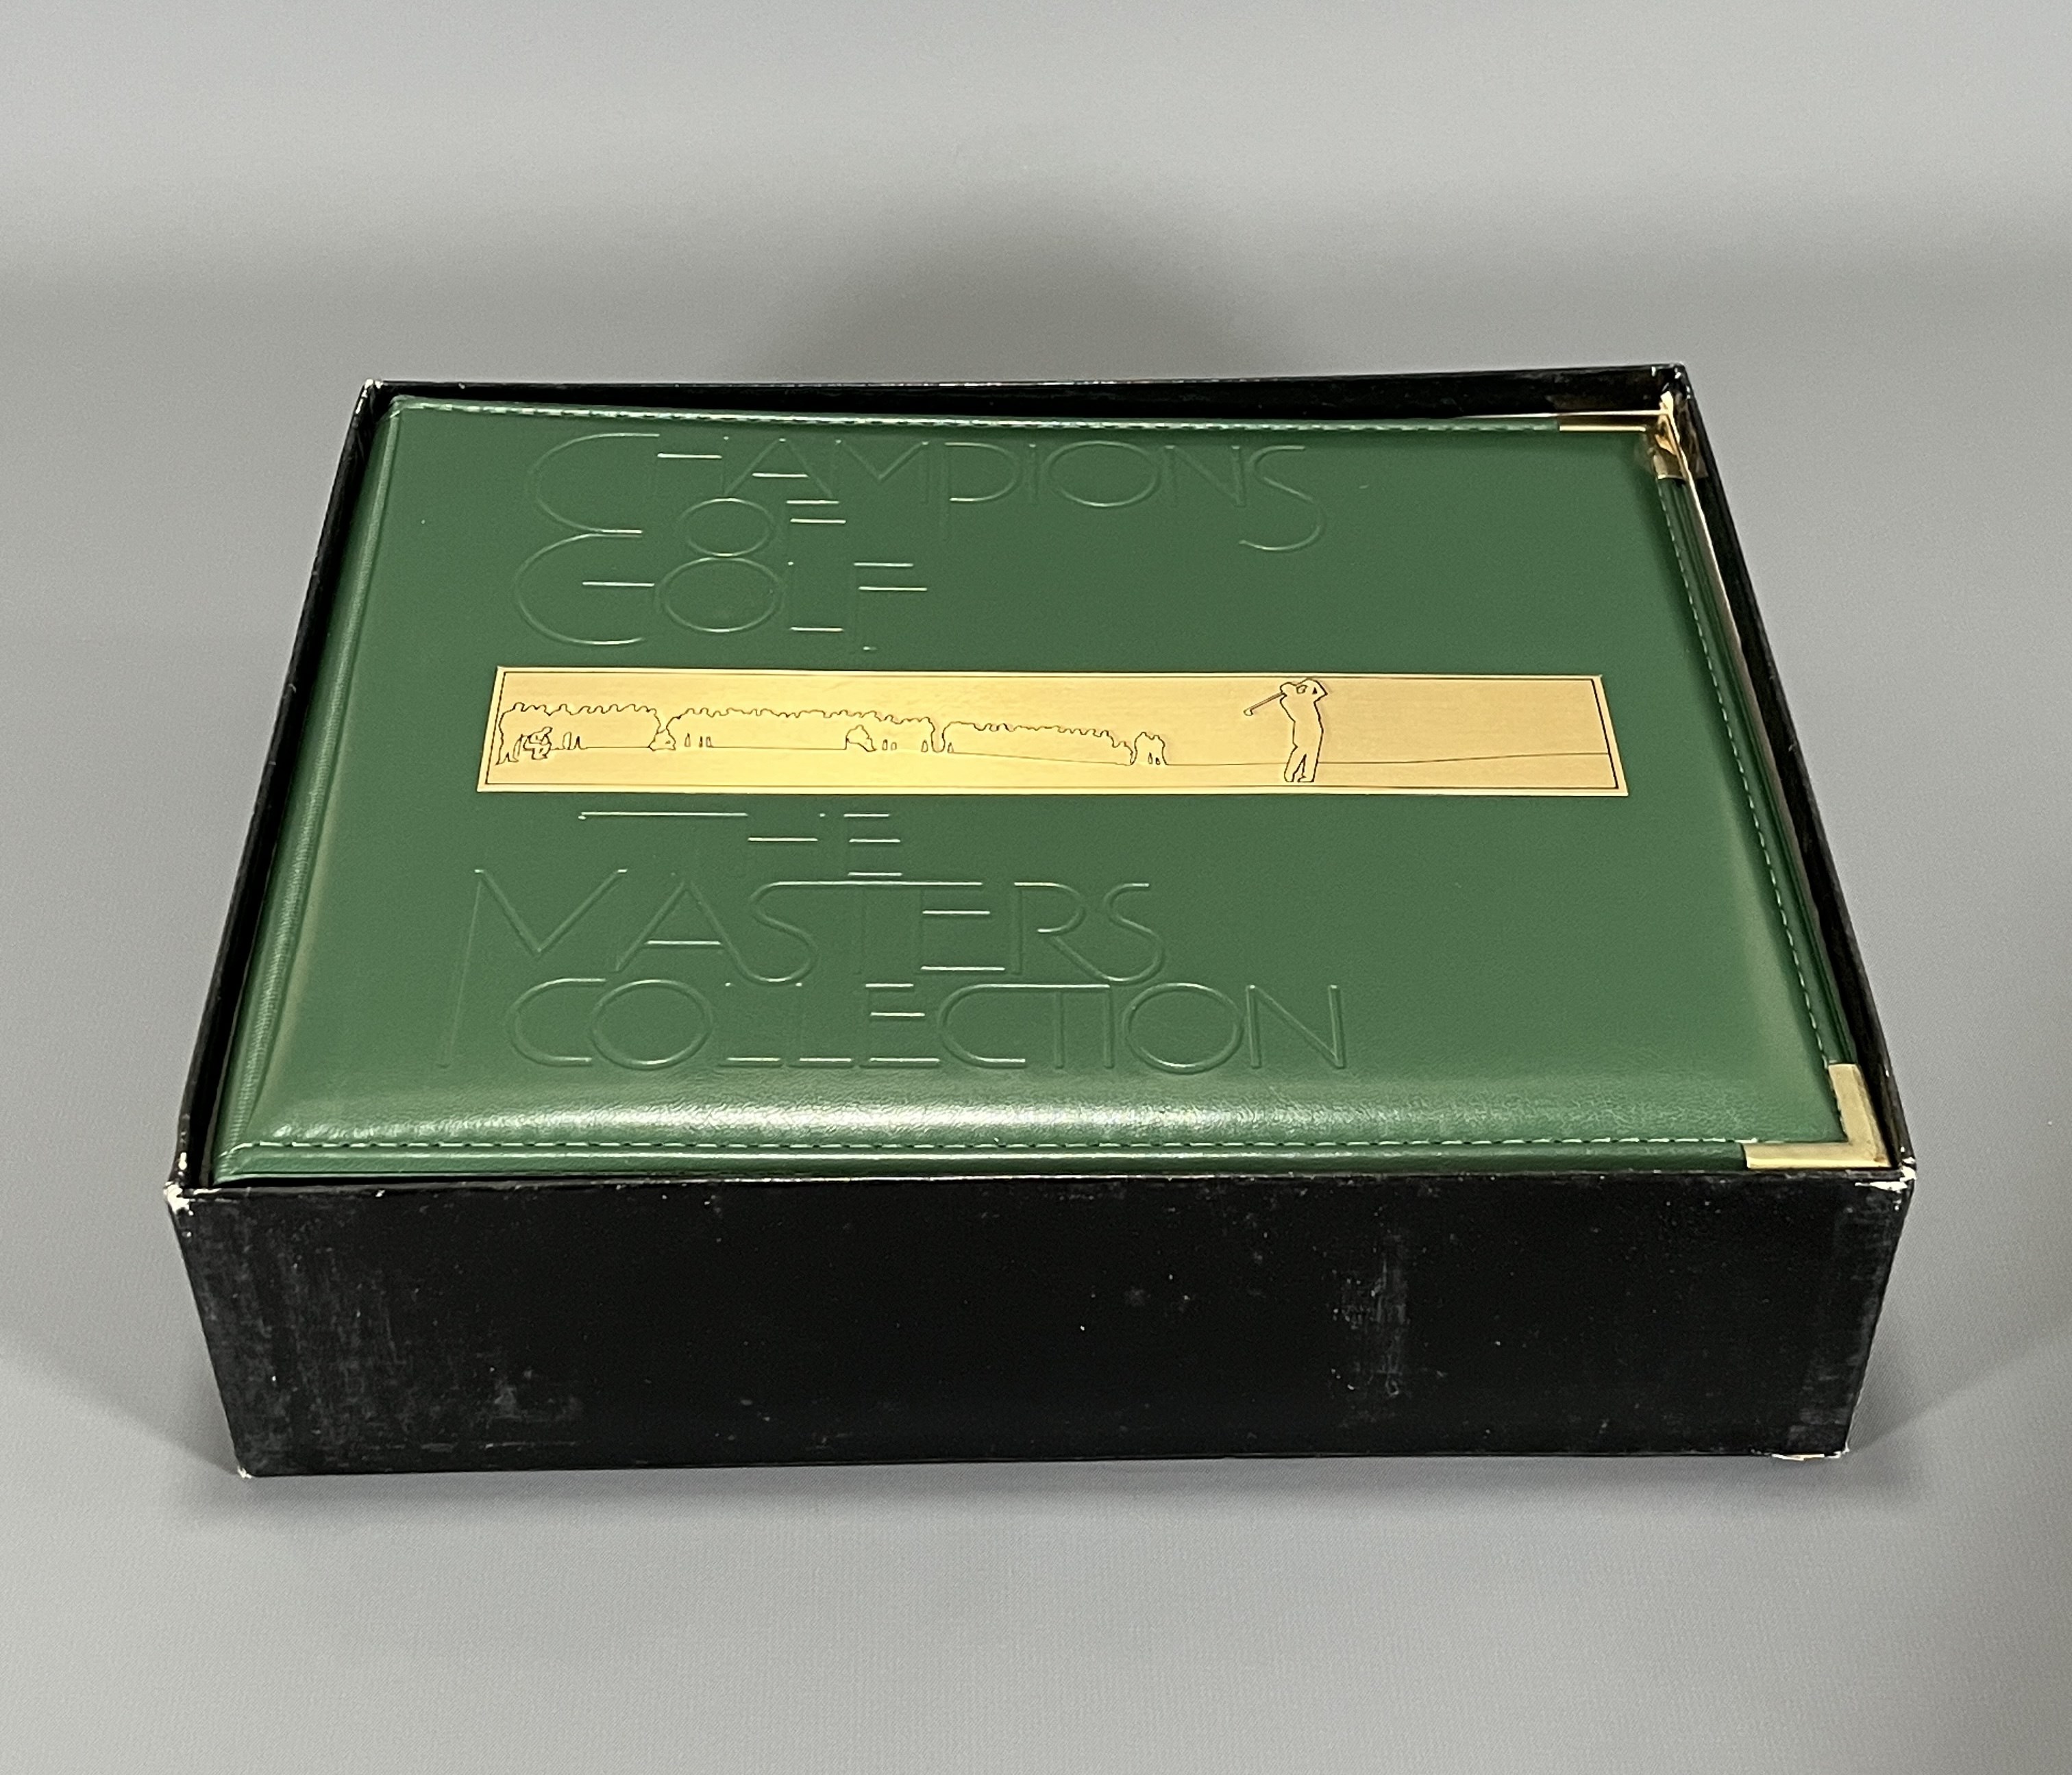 CHAMPIONS
OF
GOLF
THE
MASTERS
COLLECTION